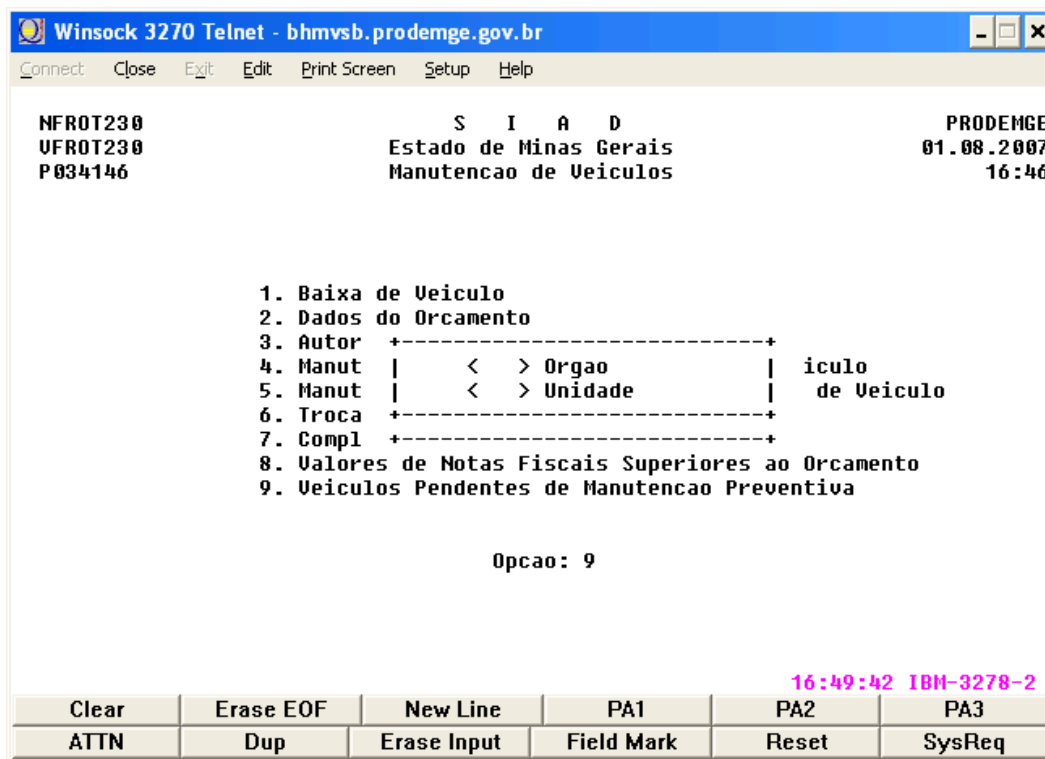 Winsock 3270 Telnet - bhmvsb.prodemge.gov.br
Connect Close Exit Edit Print Screen Setup Help
NFROT230 S I A D PRODEMGE
VFROT230 Estado de Minas Gerais 01.08.2007
P034146 Manutencao de Veiculos 16:46
1. Baixa de Veiculo
2. Dados do Orcamento
3. Autor +----------------------------+
4. Manut | < > Orgao | iculo
5. Manut | < > Unidade | de Veiculo
6. Troca +----------------------------+
7. Compl +----------------------------+
8. Valores de Notas Fiscais Superiores ao Orcamento
9. Veiculos Pendentes de Manutencao Preventiva
Opcao: 9
16:49:42 IBM-3278-2
Clear Erase EOF New Line PA1 PA2 PA3
ATTN Dup Erase Input Field Mark Reset SysReq